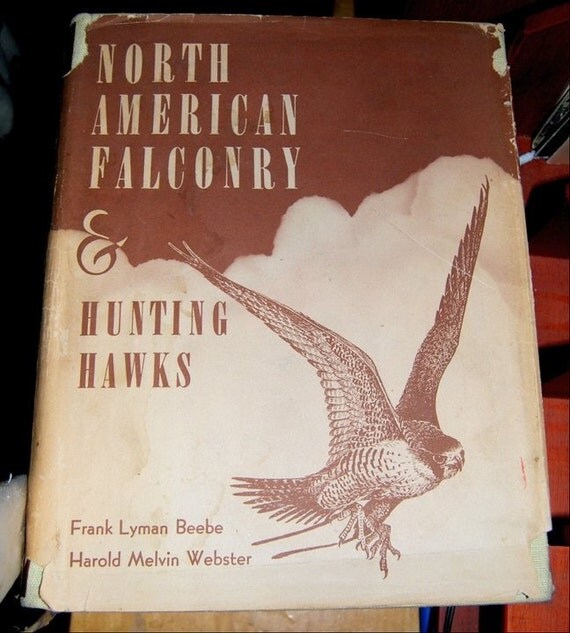 NORTH
AMERICAN
FALCONRY
&
HUNTING
HAWKS
Frank Lyman Beebe
Harold Melvin Webster